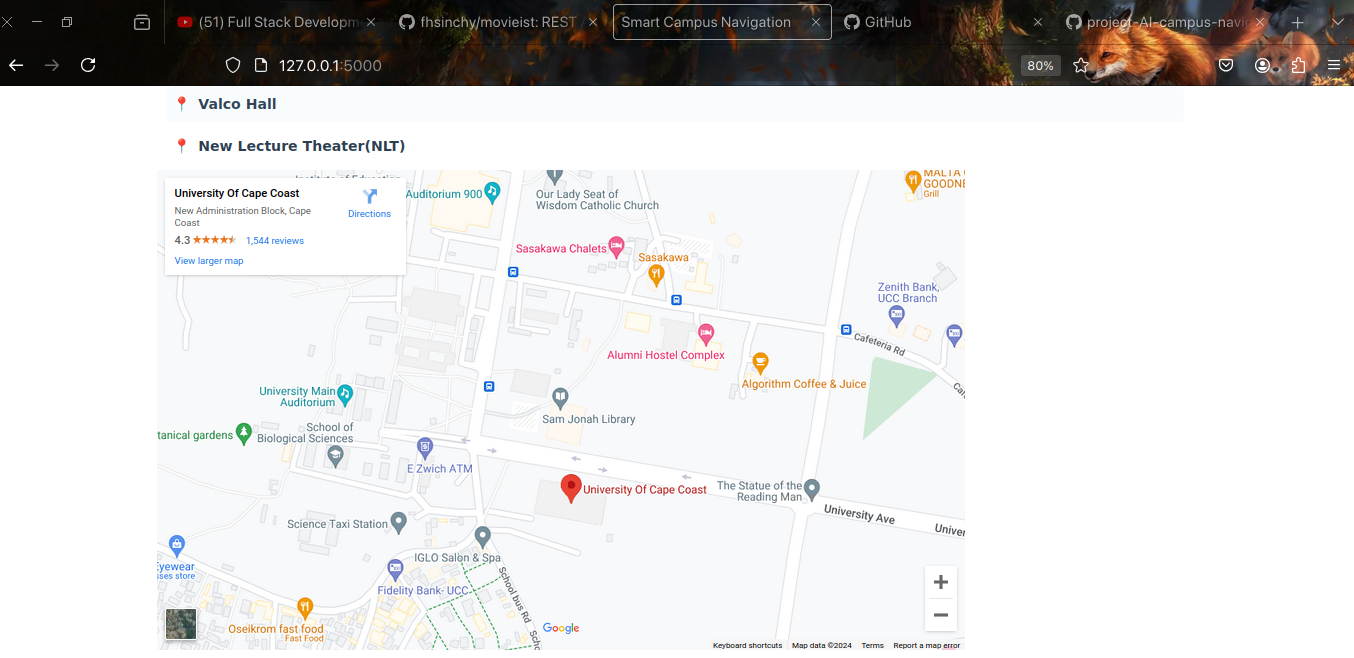 (51) Full Stack Developm
fhsinchy/movieist: REST
Smart Campus Navigation
GitHub
project-AI-campus-navi
127.0.0.1:5000
80%
Valco Hall
New Lecture Theater(NLT)
University Of Cape Coast
New Administration Block, Cape
Coast
4.3
1,544 reviews
Directions
View larger map
Institute of Education
Auditorium 900
Our Lady Seat of
Wisdom Catholic Church
MALTA
GOODNE
Grill
Sasakawa Chalets
Sasakawa
Zenith Bank,
UCC Branch
Cafeteria Rd
Alumni Hostel Complex
Algorithm Coffee & Juice
University Main
Auditorium
Sam Jonah Library
tanical gardens
School of
Biological Sciences
E Zwich ATM
University Of Cape Coast
The Statue of the
Reading Man
University Ave
Univer
Science Taxi Station
IGLO Salon & Spa
Eyewear
sses store
Fidelity Bank- UCC
School bus Rd
Scho
Oseikrom fast food
Fast Food
Google
Keyboard shortcuts
Map data ©2024
Terms
Report a map error